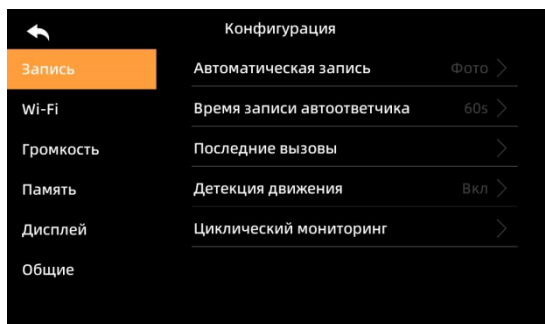 Конфигурация
Запись
Автоматическая запись Фото
Wi-Fi
Время записи автоответчика 60s
Громкость
Последние вызовы
Память
Детекция движения Вкл
Дисплей
Циклический мониторинг
Общие